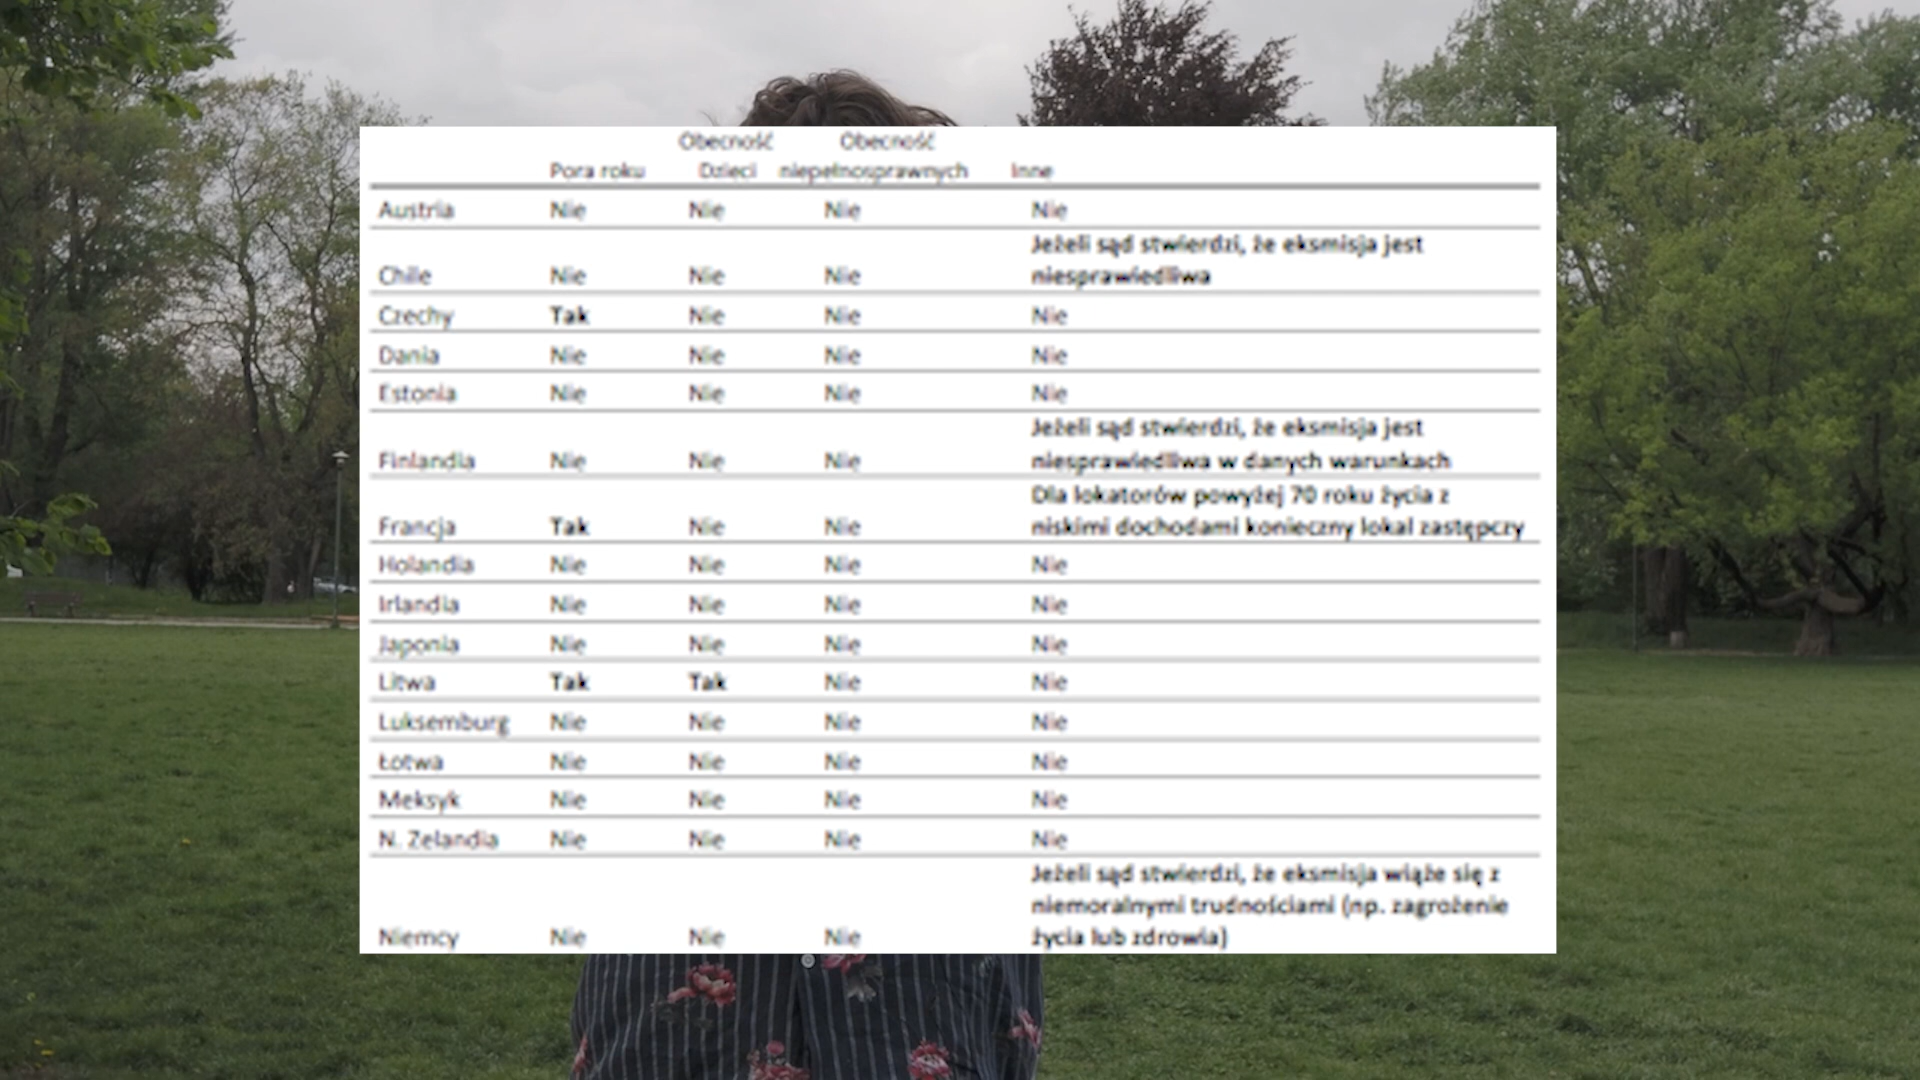 Obecność Obecność
Pora roku Dzieci niepełnosprawnych Inne
Austria Nie Nie Nie Nie
Jeżeli sąd stwierdzi, że eksmisja jest
Chile Nie Nie Nie niesprawiedliwa
Czechy Tak Nie Nie Nie
Dania Nie Nie Nie Nie
Estonia Nie Nie Nie Nie
Jeżeli sąd stwierdzi, że eksmisja jest
Finlandia Nie Nie Nie niesprawiedliwa w danych warunkach
Dla lokatorów powyżej 70 roku życia z
Francja Tak Nie Nie niskimi dochodami konieczny lokal zastępczy
Holandia Nie Nie Nie Nie
Irlandia Nie Nie Nie Nie
Japonia Nie Nie Nie Nie
Litwa Tak Tak Nie Nie
Luksemburg Nie Nie Nie Nie
Łotwa Nie Nie Nie Nie
Meksyk Nie Nie Nie Nie
N. Zelandia Nie Nie Nie Nie
Jeżeli sąd stwierdzi, że eksmisja wiąże się z
niemoralnymi trudnościami (np. zagrożenie
Niemcy Nie Nie Nie życia lub zdrowia)